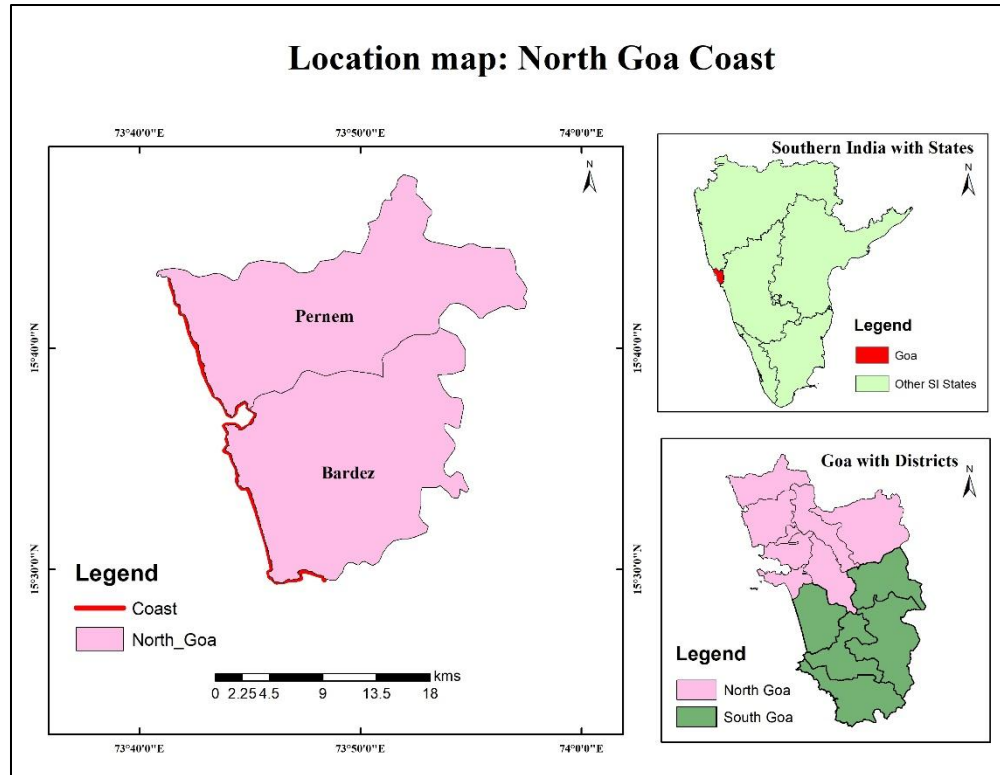 Location map: North Goa Coast
73°40'0"E
73°50'0"E
74°0'0"E
N
15°40'0"N
15°40'0"N
Pernem
Bardez
15°30'0"N
15°30'0"N
Legend
Coast
North_Goa
kms
0 2.25 4.5 9 13.5 18
73°40'0"E
73°50'0"E
74°0'0"E
Southern India with States
N
Legend
Goa
Other SI States
Goa with Districts
N
Legend
North Goa
South Goa